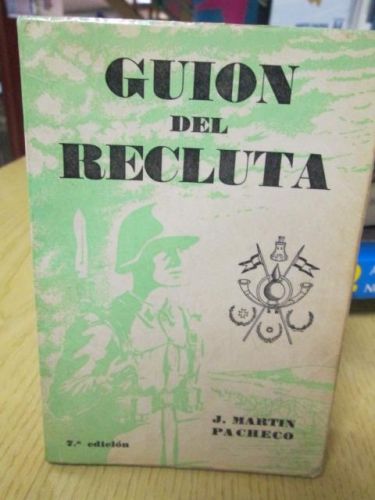 GUION
DEL
RECLUTA
J. MARTIN
PACHECO
7.ª edición